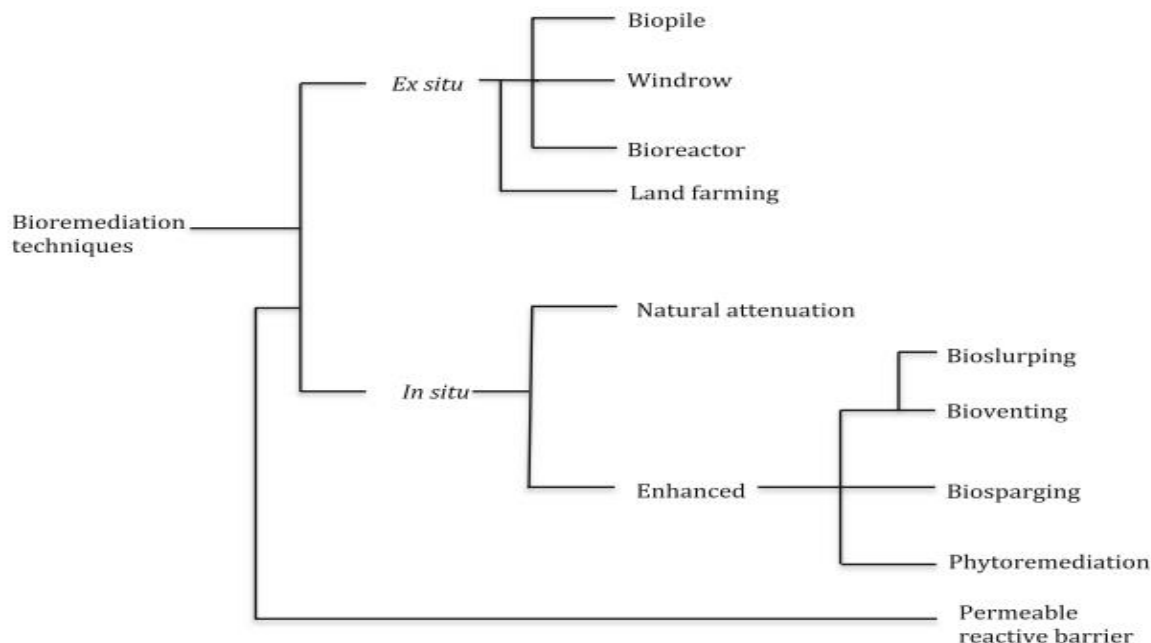 Biopile
Ex situ
Windrow
Bioreactor
Land farming
Bioremediation
techniques
Natural attenuation
In situ
Bioslurping
Bioventing
Enhanced
Biosparging
Phytoremediation
Permeable
reactive barrier